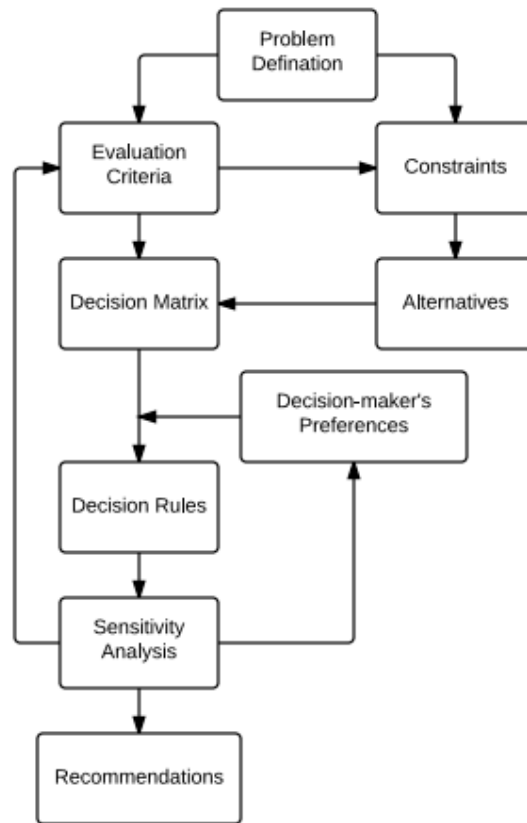 Problem
Defination
Evaluation
Criteria
Constraints
Decision Matrix
Alternatives
Decision-maker's
Preferences
Decision Rules
Sensitivity
Analysis
Recommendations